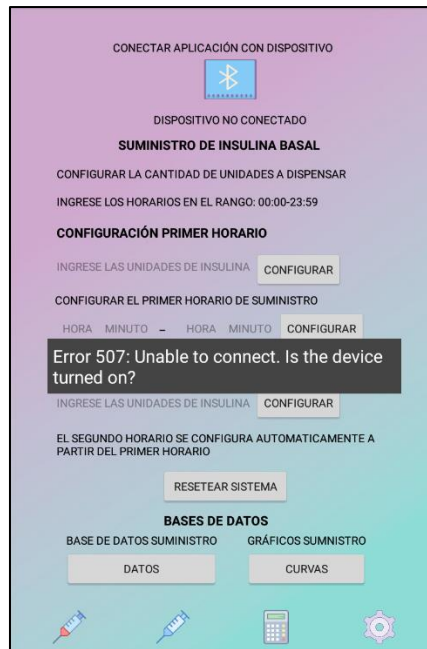 CONECTAR APLICACIÓN CON DISPOSITIVO
DISPOSITIVO NO CONECTADO
SUMINISTRO DE INSULINA BASAL
CONFIGURAR LA CANTIDAD DE UNIDADES A DISPENSAR
INGRESE LOS HORARIOS EN EL RANGO: 00:00-23:59
CONFIGURACIÓN PRIMER HORARIO
INGRESE LAS UNIDADES DE INSULINA CONFIGURAR
CONFIGURAR EL PRIMER HORARIO DE SUMINISTRO
HORA MINUTO – HORA MINUTO CONFIGURAR
Error 507: Unable to connect. Is the device
turned on?
INGRESE LAS UNIDADES DE INSULINA CONFIGURAR
EL SEGUNDO HORARIO SE CONFIGURA AUTOMATICAMENTE A
PARTIR DEL PRIMER HORARIO
RESETEAR SISTEMA
BASES DE DATOS
BASE DE DATOS SUMINISTRO GRÁFICOS SUMNISTRO
DATOS CURVAS